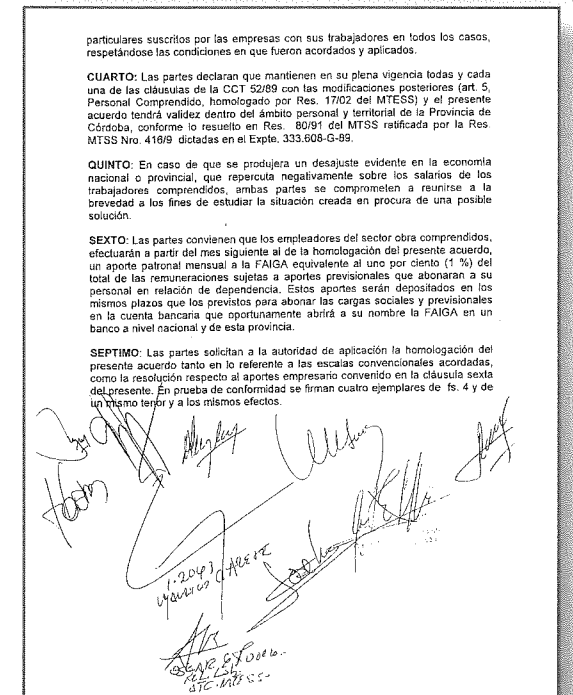 particulares suscritos por las empresas con sus trabajadores en todos los casos,
respetándose las condiciones en que fueron acordados y aplicados.
CUARTO: Las partes declaran que mantienen en su plena vigencia todas y cada
una de las cláusulas de la CCT 52/89 con las modificaciones posteriores (art. 5,
Personal Comprendido, homologado por Res. 17/02 del MTESS) y el presente
acuerdo tendrá validez dentro del ámbito personal y territorial de la Provincia de
Córdoba, conforme lo resuelto en Res. 80/91 del MTSS ratificada por la Res.
MTSS Nro. 416/9 dictadas en el Expte. 333.608-G-89.
QUINTO: En caso de que se produjera un desajuste evidente en la economía
nacional o provincial, que repercuta negativamente sobre los salarios de los
trabajadores comprendidos, ambas partes se comprometen a reunirse a la
brevedad a los fines de estudiar la situación creada en procura de una posible
solución.
SEXTO: Las partes convienen que los empleadores del sector obra comprendidos,
efectuarán a partir del mes siguiente al de la homologación del presente acuerdo,
un aporte patronal mensual a la FAIGA equivalente al uno por ciento (1 %) del
total de las remuneraciones sujetas a aportes previsionales que abonaran a su
personal en relación de dependencia. Estos aportes serán depositados en los
mismos plazos que los previstos para abonar las cargas sociales y previsionales
en la cuenta bancaria que oportunamente abrirá a su nombre la FAIGA en un
banco a nivel nacional y de esta provincia.
SEPTIMO: Las partes solicitan a la autoridad de aplicación la homologación del
presente acuerdo tanto en lo referente a las escalas convencionales acordadas,
como la resolución respecto al aportes empresario convenido en la cláusula sexta
del presente. En prueba de conformidad se firman cuatro ejemplares de fs. 4 y de
un mismo tenor y a los mismos efectos.